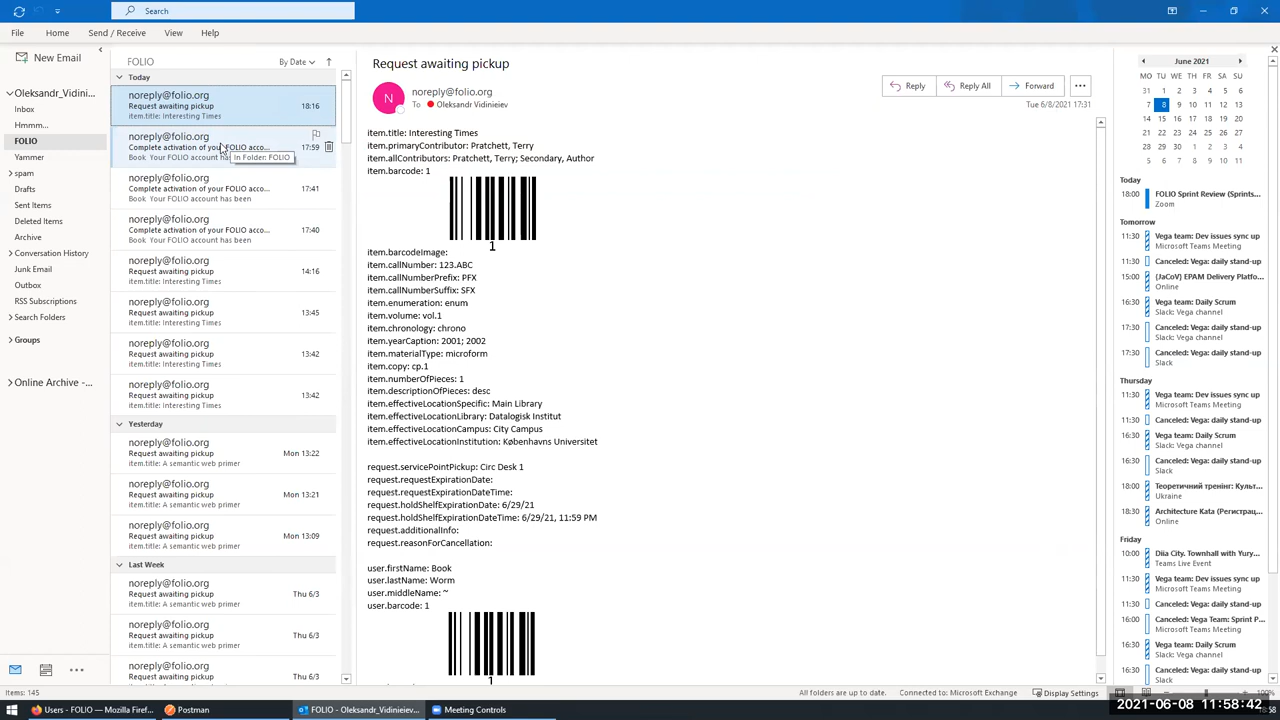 Search
File
Home
Send / Receive
View
Help
New Email
Oleksandr_Vidini...
Inbox
Hmmm...
FOLIO
Yammer
spam
Drafts
Sent Items
Deleted Items
Archive
Conversation History
Junk Email
Outbox
RSS Subscriptions
Search Folders
Groups
Online Archive -...
FOLIO
By Date
Today
noreply@folio.org
Request awaiting pickup 18:16
item.title: Interesting Times
noreply@folio.org
Complete activation of your FOLIO acco... 17:59
Book Your FOLIO account ha
In Folder: FOLIO
noreply@folio.org
Complete activation of your FOLIO acco... 17:41
Book Your FOLIO account has been
noreply@folio.org
Complete activation of your FOLIO acco... 17:40
Book Your FOLIO account has been
noreply@folio.org
Request awaiting pickup 14:16
item.title: Interesting Times
noreply@folio.org
Request awaiting pickup 13:45
item.title: Interesting Times
noreply@folio.org
Request awaiting pickup 13:42
item.title: Interesting Times
noreply@folio.org
Request awaiting pickup 13:42
item.title: Interesting Times
Yesterday
noreply@folio.org
Request awaiting pickup Mon 13:22
item.title: A semantic web primer
noreply@folio.org
Request awaiting pickup Mon 13:21
item.title: A semantic web primer
noreply@folio.org
Request awaiting pickup Mon 13:09
item.title: A semantic web primer
Last Week
noreply@folio.org
Request awaiting pickup Thu 6/3
item.title: A semantic web primer
noreply@folio.org
Request awaiting pickup Thu 6/3
item.title: A semantic web primer
noreply@folio.org
Request awaiting pickup Thu 6/3
Request awaiting pickup
N
noreply@folio.org
To Oleksandr Vidinieiev
Reply
Reply All
Forward
Tue 6/8/2021 17:31
item.title: Interesting Times
item.primaryContributor: Pratchett, Terry
item.allContributors: Pratchett, Terry; Secondary, Author
item.barcode: 1
1
item.barcodeImage:
item.callNumber: 123.ABC
item.callNumberPrefix: PFX
item.callNumberSuffix: SFX
item.enumeration: enum
item.volume: vol.1
item.chronology: chrono
item.yearCaption: 2001; 2002
item.materialType: microform
item.copy: cp.1
item.numberOfPieces: 1
item.descriptionOfPieces: desc
item.effectiveLocationSpecific: Main Library
item.effectiveLocationLibrary: Datalogisk Institut
item.effectiveLocationCampus: City Campus
item.effectiveLocationInstitution: Københavns Universitet
request.servicePointPickup: Circ Desk 1
request.requestExpirationDate:
request.requestExpirationDateTime:
request.holdShelfExpirationDate: 6/29/21
request.holdShelfExpirationDateTime: 6/29/21, 11:59 PM
request.additionalInfo:
request.reasonForCancellation:
user.firstName: Book
user.lastName: Worm
user.middleName: ~
user.barcode: 1
1
June 2021
MO TU WE TH FR SA SU
31 1 2 3 4 5 6
7 8 9 10 11 12 13
14 15 16 17 18 19 20
21 22 23 24 25 26 27
28 29 30 1 2 3 4
5 6 7 8 9 10 11
Today
18:00 FOLIO Sprint Review (Sprints...
Zoom
Tomorrow
11:30 Vega team: Dev issues sync up
Microsoft Teams Meeting
11:30 Canceled: Vega: daily stand-up
15:00 {JaCoV} EPAM Delivery Platfo...
Online
16:30 Vega team: Daily Scrum
Slack: Vega channel
17:30 Canceled: Vega: daily stand-up
17:30 Canceled: Vega: daily stand-up
Slack
Thursday
11:30 Vega team: Dev issues sync up
Microsoft Teams Meeting
11:30 Canceled: Vega: daily stand-up
16:30 Vega team: Daily Scrum
Slack: Vega channel
16:30 Canceled: Vega: daily stand-up
Slack
18:00 Теоретичний тренінг: Культ...
Ukraine
18:30 Architecture Kata (Регистрац...
Online
Friday
10:00 Diia City. Townhall with Yury...
Teams Live Event
11:30 Vega team: Dev issues sync up
Microsoft Teams Meeting
11:30 Canceled: Vega: daily stand-up
16:00 Canceled: Vega Team: Sprint P...
Microsoft Teams Meeting
16:30 Vega team: Daily Scrum
Slack: Vega channel
16:30 Canceled: Vega: daily stand-up
Slack
Items: 145
All folders are up to date.
Connected to: Microsoft Exchange
Display Settings
100%
Users - FOLIO — Mozilla Firef...
Postman
FOLIO - Oleksandr_Vidinieiev...
Meeting Controls
2021-06-08 11:58:42